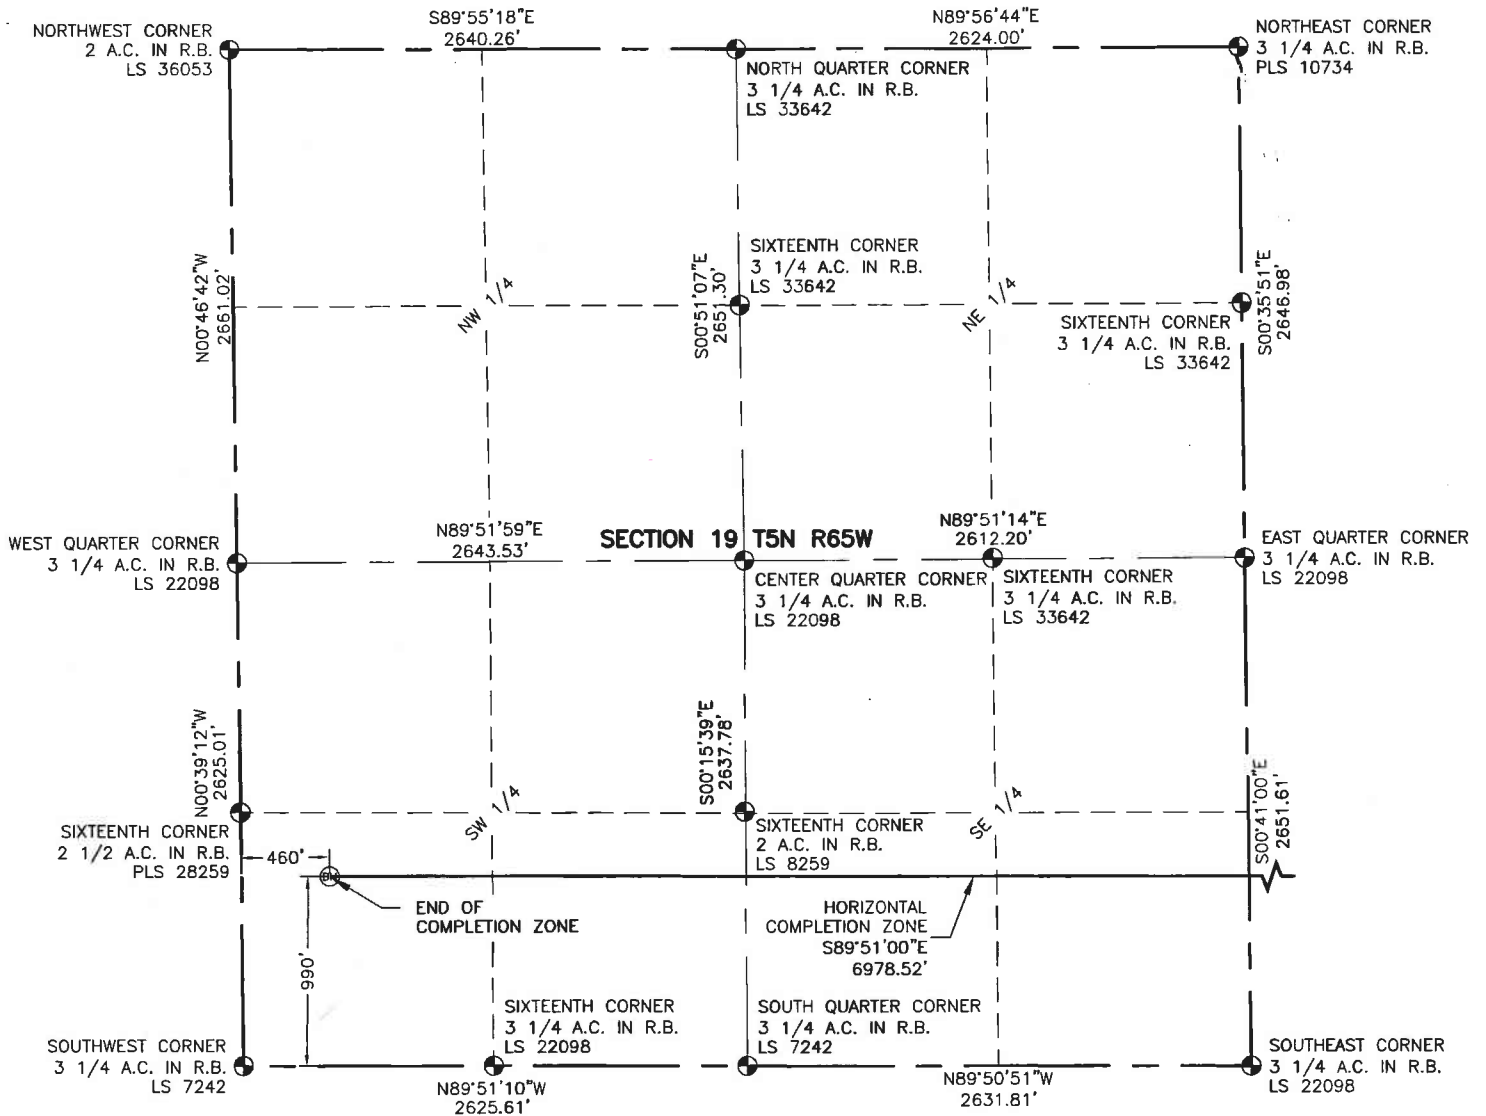 NORTHWEST CORNER
2 A.C. IN R.B.
LS 36053
S89°55'18"E
2640.26'
NORTH QUARTER CORNER
3 1/4 A.C. IN R.B.
LS 33642
N89°56'44"E
2624.00'
NORTHEAST CORNER
3 1/4 A.C. IN R.B.
PLS 10734
N00°46'42"W
2661.02'
NW 1/4
S00°51'07"E
2651.30'
SIXTEENTH CORNER
3 1/4 A.C. IN R.B.
LS 33642
NE 1/4
SIXTEENTH CORNER
3 1/4 A.C. IN R.B.
LS 33642
S00°35'51"E
2646.98'
WEST QUARTER CORNER
3 1/4 A.C. IN R.B.
LS 22098
N89°51'59"E
2643.53'
SECTION 19 T5N R65W
N89°51'14"E
2612.20'
CENTER QUARTER CORNER
3 1/4 A.C. IN R.B.
LS 22098
SIXTEENTH CORNER
3 1/4 A.C. IN R.B.
LS 33642
EAST QUARTER CORNER
3 1/4 A.C. IN R.B.
LS 22098
N00°39'12"W
2625.01'
SW 1/4
S00°15'39"E
2637.78'
SE 1/4
S00°41'00"E
2651.61'
SIXTEENTH CORNER
2 1/2 A.C. IN R.B.
PLS 28259
460'
SIXTEENTH CORNER
2 A.C. IN R.B.
LS 8259
END OF
COMPLETION ZONE
HORIZONTAL
COMPLETION ZONE
S89°51'00"E
6978.52'
990'
SOUTHWEST CORNER
3 1/4 A.C. IN R.B.
LS 7242
SIXTEENTH CORNER
3 1/4 A.C. IN R.B.
LS 22098
N89°51'10"W
2625.61'
SOUTH QUARTER CORNER
3 1/4 A.C. IN R.B.
LS 7242
N89°50'51"W
2631.81'
SOUTHEAST CORNER
3 1/4 A.C. IN R.B.
LS 22098